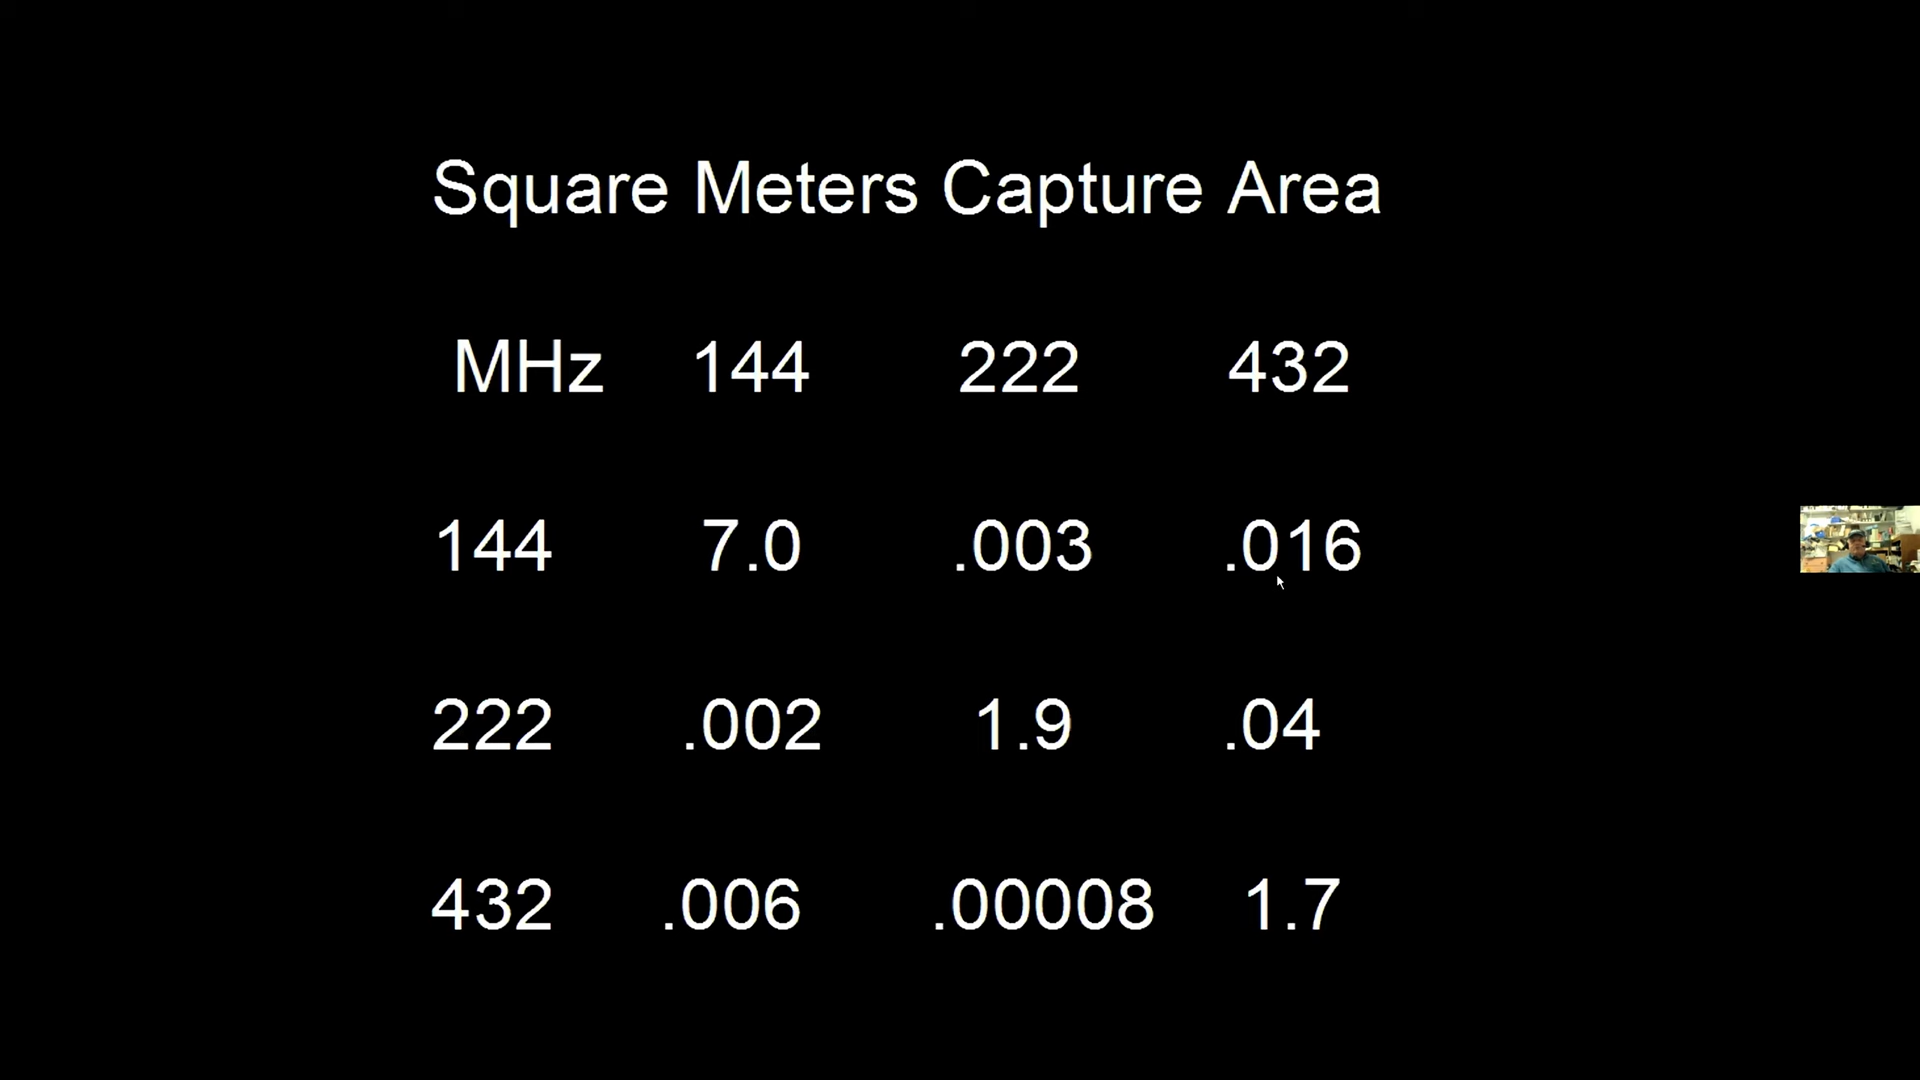 Square Meters Capture Area
MHz 144 222 432
144 7.0 .003 .016
222 .002 1.9 .04
432 .006 .00008 1.7